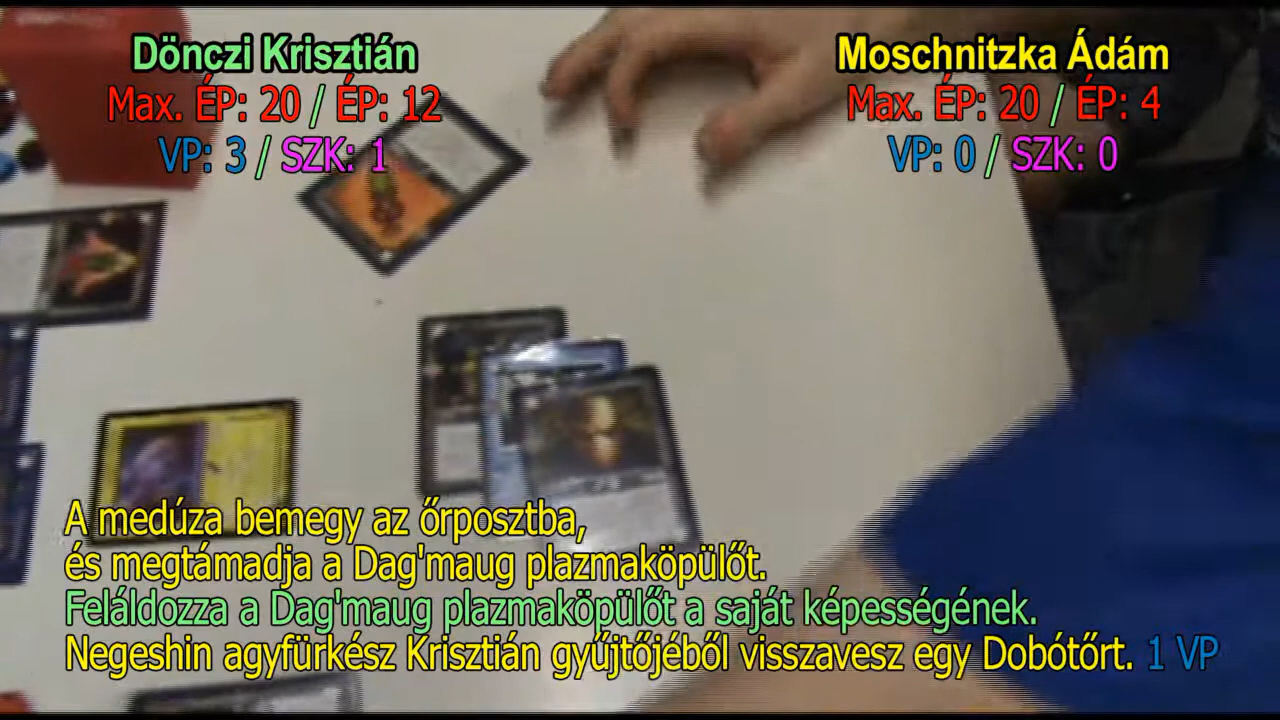 Dönczi Krisztián
Max. ÉP: 20 / ÉP: 12
VP: 3 / SZK: 1
Moschnitzka Ádám
Max. ÉP: 20 / ÉP: 4
VP: 0 / SZK: 0
A medúza bemegy az őrposztba,
és megtámadja a Dag'maug plazmaköpülőt.
Feláldozza a Dag'maug plazmaköpülőt a saját képességének.
Negeshin agyfürkész Krisztián gyűjtőjéből visszavesz egy Dobótőrt. 1 VP